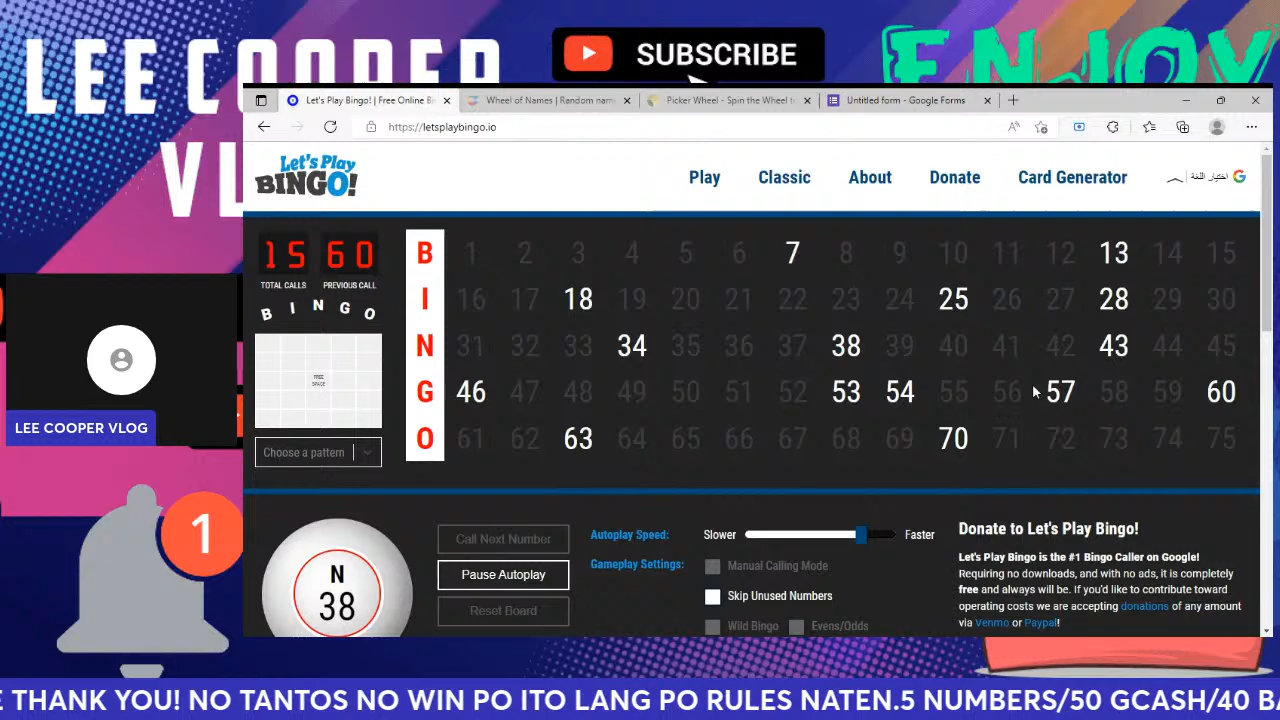 LEE COOPER
VL
SUBSCRIBE
ENJOY
Let's Play Bingo! | Free Online B
Wheel of Names | Random nam
Picker Wheel - Spin the Wheel t
Untitled form - Google Forms
https://letsplaybingo.io
Let's Play
BINGO!
Play
Classic
About
Donate
Card Generator
اختيار اللغة
15 60
TOTAL CALLS PREVIOUS CALL
B I N G O
FREE
SPACE
Choose a pattern
B 1 2 3 4 5 6 7 8 9 10 11 12 13 14 15
I 16 17 18 19 20 21 22 23 24 25 26 27 28 29 30
N 31 32 33 34 35 36 37 38 39 40 41 42 43 44 45
G 46 47 48 49 50 51 52 53 54 55 56 57 58 59 60
O 61 62 63 64 65 66 67 68 69 70 71 72 73 74 75
LEE COOPER VLOG
1
N
38
Call Next Number
Pause Autoplay
Reset Board
Autoplay Speed: Slower Faster
Gameplay Settings: Manual Calling Mode
Skip Unused Numbers
Wild Bingo Evens/Odds
Donate to Let's Play Bingo!
Let's Play Bingo is the #1 Bingo Caller on Google!
Requiring no downloads, and with no ads, it is completely
free and always will be. If you'd like to contribute toward
operating costs we are accepting donations of any amount
via Venmo or Paypal!
E THANK YOU! NO TANTOS NO WIN PO ITO LANG PO RULES NATEN.5 NUMBERS/50 GCASH/40 BA